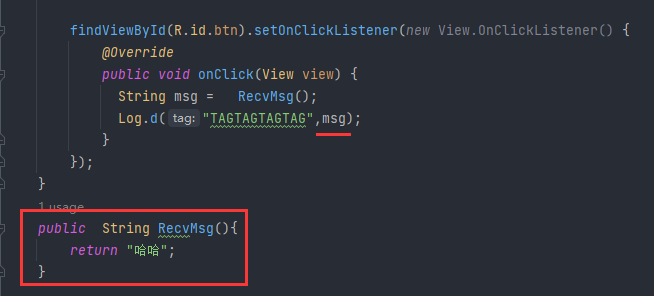 findViewById(R.id.btn).setOnClickListener(new View.OnClickListener() {
@Override
public void onClick(View view) {
String msg =   RecvMsg();
Log.d( tag: "TAGTAGTAGTAG",msg);
}
});
}
1 usage
public  String RecvMsg(){
return "哈哈";
}